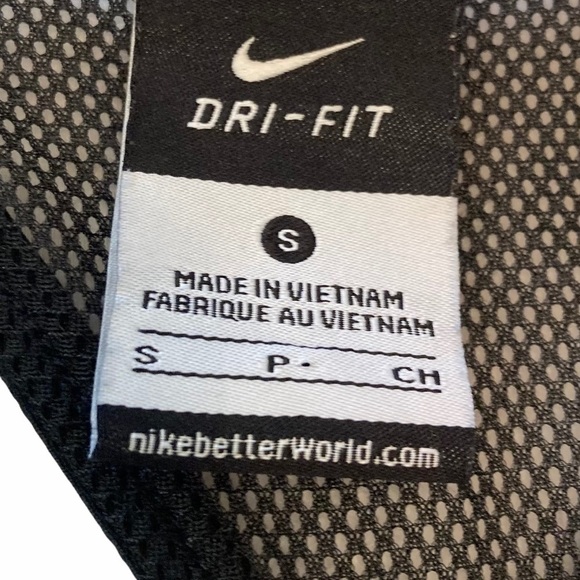 DRI-FIT
S
MADE IN VIETNAM
FABRIQUE AU VIETNAM
S P· CH
nikebetterworld.com